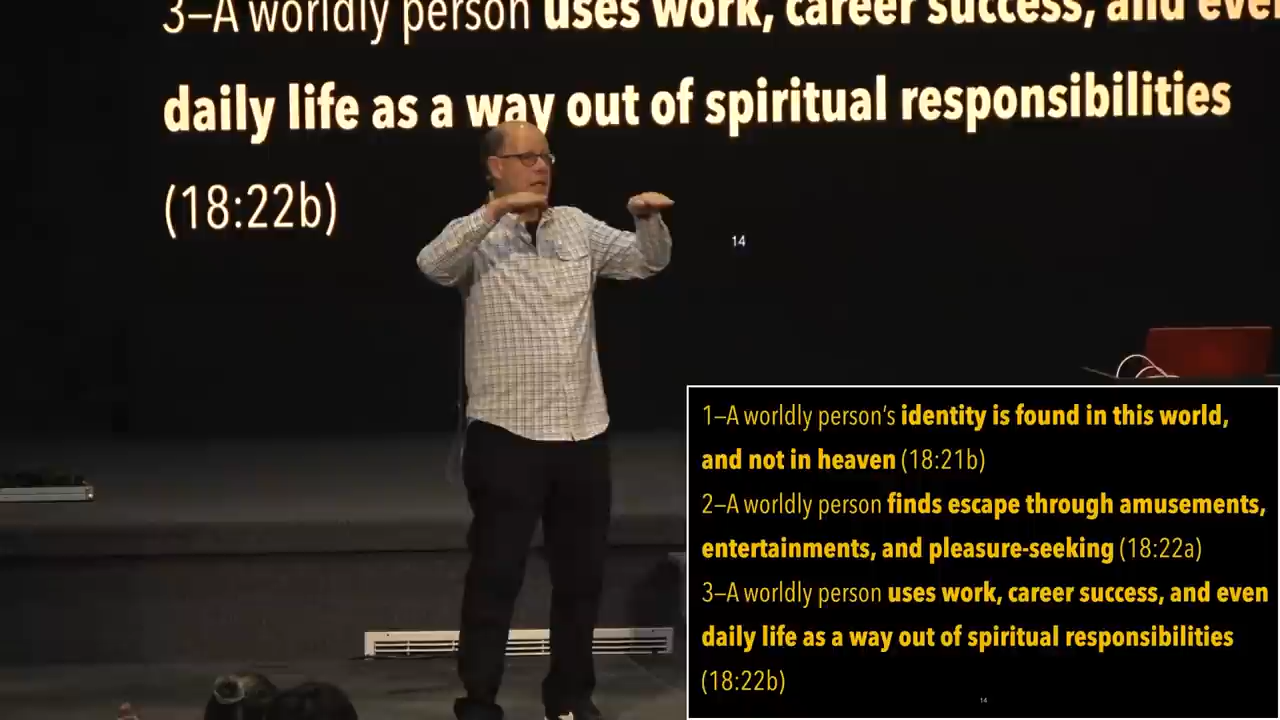 3–A worldly person uses work, career success, and even
daily life as a way out of spiritual responsibilities
(18:22b)
14
1–A worldly person's identity is found in this world,
and not in heaven (18:21b)
2–A worldly person finds escape through amusements,
entertainments, and pleasure-seeking (18:22a)
3–A worldly person uses work, career success, and even
daily life as a way out of spiritual responsibilities
(18:22b)
14